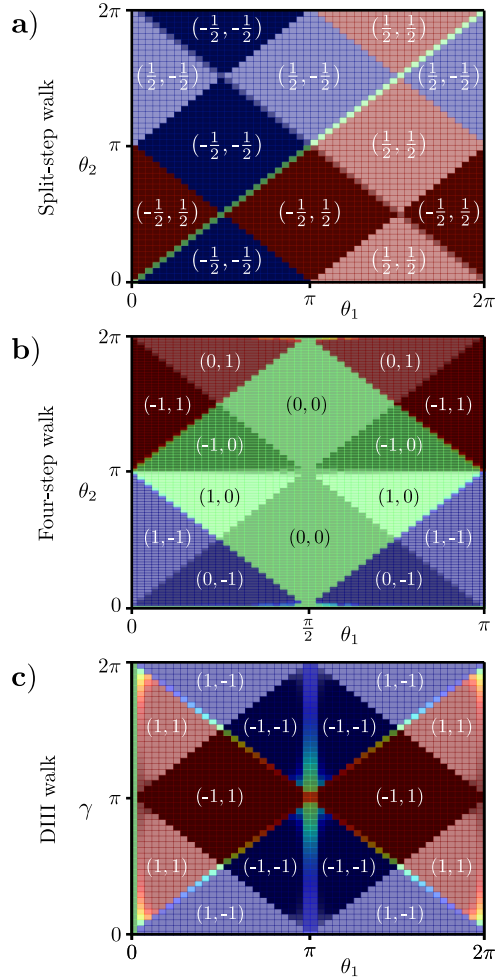 a)
2π
(-½, -½)
(½, -½) (½, -½) (½, ½) (½, -½)
Split-step walk
θ₂
π
(-½, -½) (½, ½)
(-½, ½) (-½, ½) (-½, ½)
(-½, -½) (½, ½)
0
0 π θ₁ 2π
b)
2π
(0, 1) (0, 1)
(-1, 1) (0, 0) (-1, 1)
(-1, 0) (-1, 0)
Four-step walk
θ₂
π
(1, 0) (1, 0)
(1, -1) (0, 0) (1, -1)
(0, -1) (0, -1)
0
0 π/2 θ₁ π
c)
2π
(1, -1) (1, -1)
(1, 1) (-1, -1) (-1, -1) (1, 1)
DIII walk
γ
π
(-1, 1) (-1, 1)
(1, 1) (-1, -1) (-1, -1) (1, 1)
(1, -1) (1, -1)
0
0 π θ₁ 2π